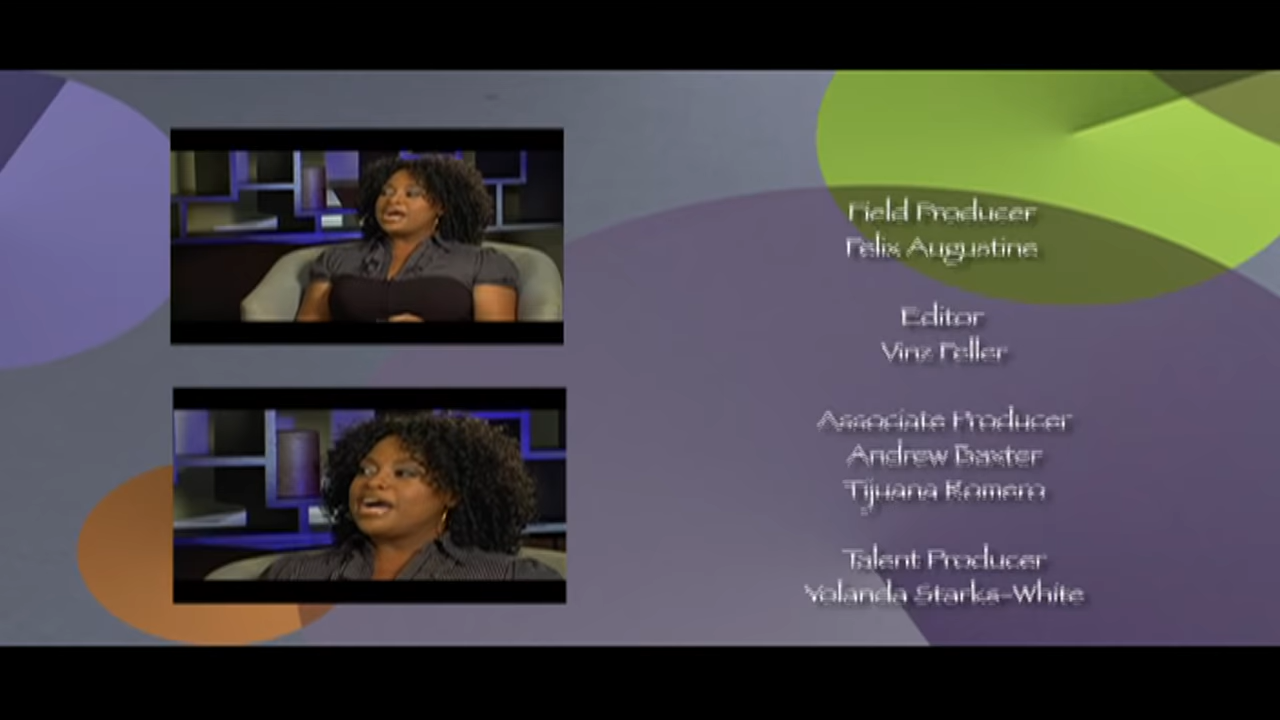 Field Producer
Felix Augustine
Editor
Vinz Feller
Associate Producer
Andrew Baxter
Tijuana Romero
Talent Producer
Yolanda Starks-White